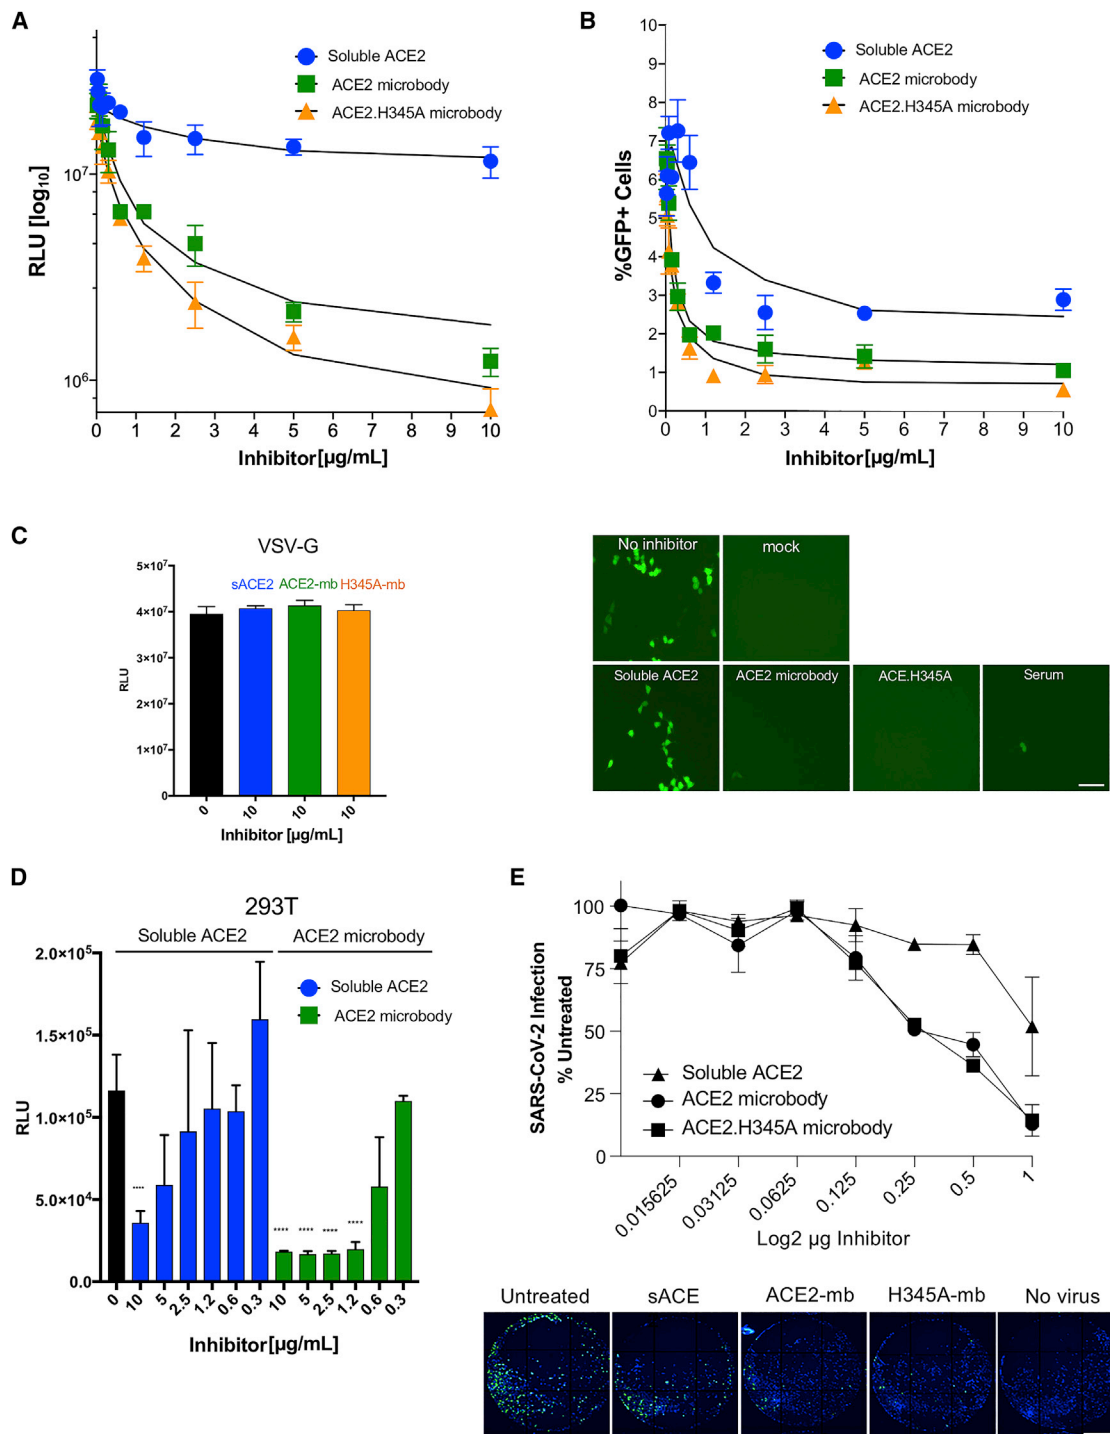 A
Soluble ACE2
ACE2 microbody
ACE2.H345A microbody
RLU [log₁₀]
10⁷
10⁶
0 1 2 3 4 5 6 7 8 9 10
Inhibitor[µg/mL]
B
Soluble ACE2
ACE2 microbody
ACE2.H345A microbody
%GFP+ Cells
10
9
8
7
6
5
4
3
2
1
0
0 1 2 3 4 5 6 7 8 9 10
Inhibitor[µg/mL]
C
VSV-G
sACE2 ACE2-mb H345A-mb
RLU
5×10⁷
4×10⁷
3×10⁷
2×10⁷
1×10⁷
0
0 10 10 10
Inhibitor [µg/mL]
No inhibitor
mock
Soluble ACE2
ACE2 microbody
ACE.H345A
Serum
D
293T
Soluble ACE2 ACE2 microbody
Soluble ACE2
ACE2 microbody
RLU
2.0×10⁵
1.5×10⁵
1.0×10⁵
5.0×10⁴
0.0
**** **** **** **** ****
0 10 5 2.5 1.2 0.6 0.3 10 5 2.5 1.2 0.6 0.3
Inhibitor[µg/mL]
E
SARS-CoV-2 Infection
% Untreated
100
75
50
25
0
Soluble ACE2
ACE2 microbody
ACE2.H345A microbody
0.015625 0.03125 0.0625 0.125 0.25 0.5 1
Log2 µg Inhibitor
Untreated sACE ACE2-mb H345A-mb No virus